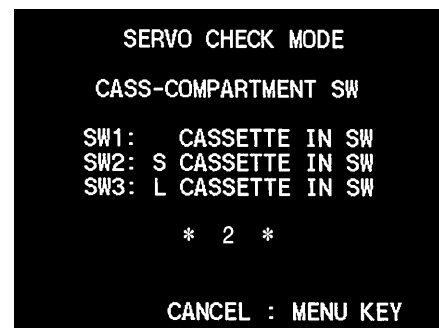 SERVO CHECK MODE
CASS-COMPARTMENT SW
SW1: CASSETTE IN SW
SW2: S CASSETTE IN SW
SW3: L CASSETTE IN SW
* 2 *
CANCEL : MENU KEY